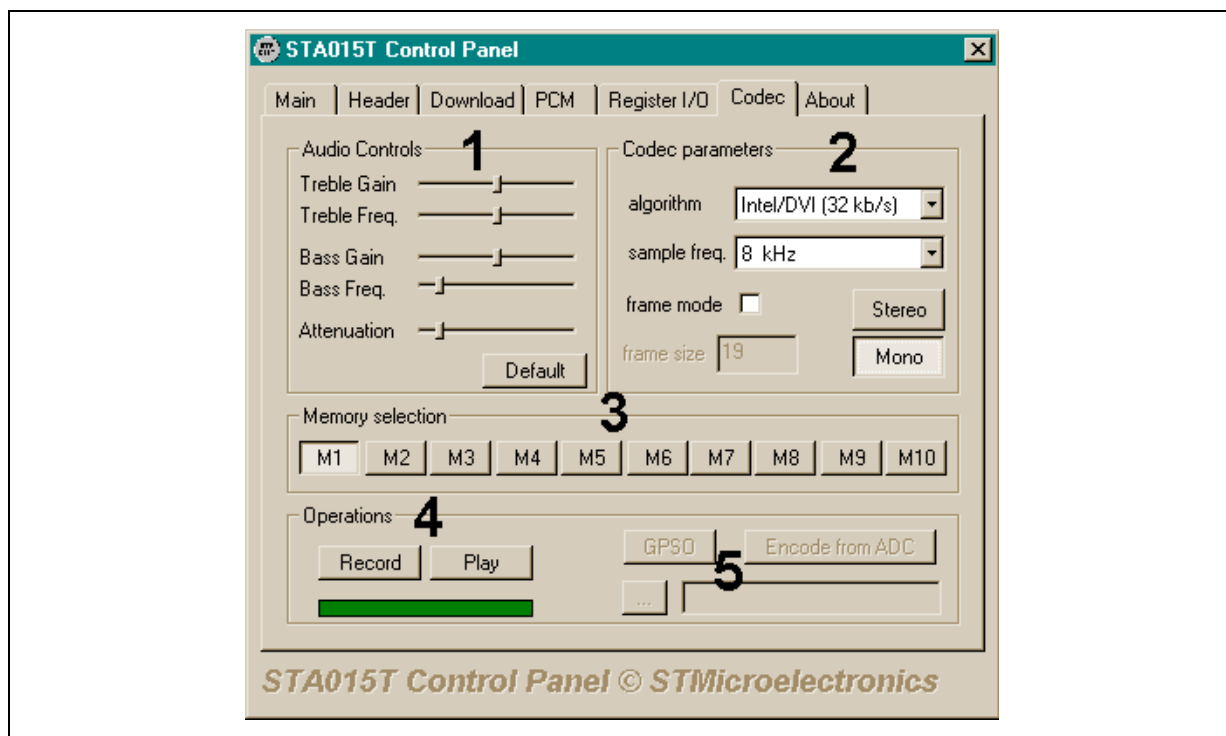 STA015T Control Panel
Main Header Download PCM Register I/O Codec About
Audio Controls 1
Treble Gain
Treble Freq.
Bass Gain
Bass Freq.
Attenuation
Default
Codec parameters 2
algorithm Intel/DVI (32 kb/s)
sample freq. 8 kHz
frame mode
Stereo
frame size 19
Mono
Memory selection 3
M1 M2 M3 M4 M5 M6 M7 M8 M9 M10
Operations 4
Record Play
GPSO Encode from ADC
5
...
STA015T Control Panel © STMicroelectronics